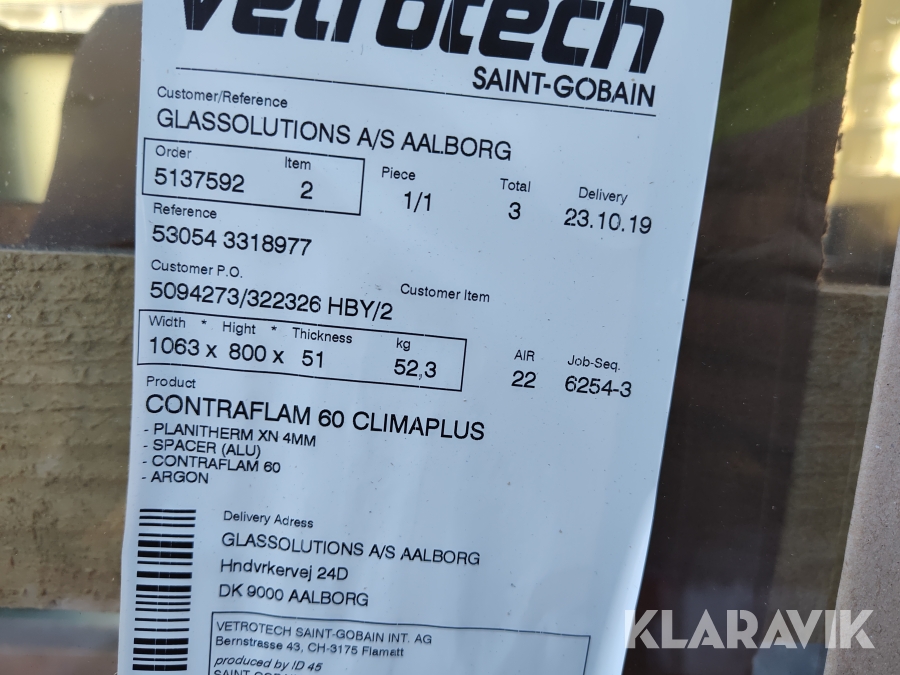 vetrotech
SAINT-GOBAIN
Customer/Reference
GLASSOLUTIONS A/S AALBORG
Order Item Piece Total Delivery
5137592 2 1/1 3 23.10.19
Reference
53054 3318977
Customer P.O. Customer Item
5094273/322326 HBY/2
Width * Hight * Thickness kg AIR Job-Seq.
1063 x 800 x 51 52,3 22 6254-3
Product
CONTRAFLAM 60 CLIMAPLUS
- PLANITHERM XN 4MM
- SPACER (ALU)
- CONTRAFLAM 60
- ARGON
Delivery Adress
GLASSOLUTIONS A/S AALBORG
Hndvrkervej 24D
DK 9000 AALBORG
VETROTECH SAINT-GOBAIN INT. AG
Bernstrasse 43, CH-3175 Flamatt
produced by ID 45
SAINT-GOBAIN
KLARAVIK